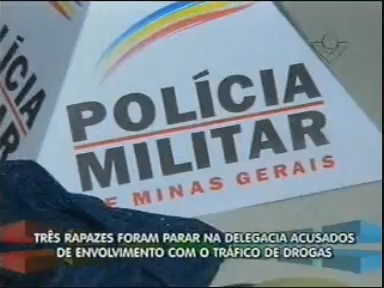 POLÍCIA
MILITAR
E MINAS GERAIS
TRÊS RAPAZES FORAM PARAR NA DELEGACIA ACUSADOS
DE ENVOLVIMENTO COM O TRÁFICO DE DROGAS